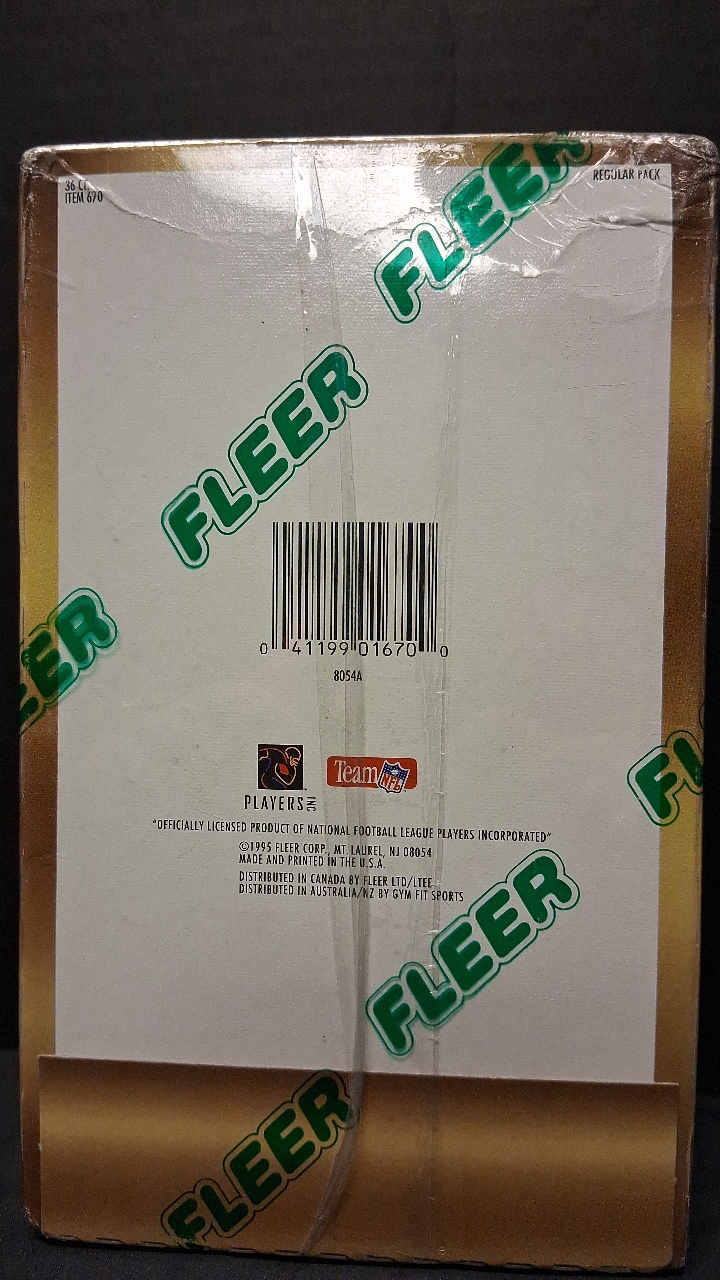 36 CT.
ITEM 670
REGULAR PACK
FLEER
FLEER
0 41199 01670 0
8054A
PLAYERS INC
Team NFL
"OFFICIALLY LICENSED PRODUCT OF NATIONAL FOOTBALL LEAGUE PLAYERS INCORPORATED"
©1995 FLEER CORP., MT. LAUREL, NJ 08054
MADE AND PRINTED IN THE U.S.A.
DISTRIBUTED IN CANADA BY FLEER LTD/LTEE
DISTRIBUTED IN AUSTRALIA/NZ BY GYM FIT SPORTS
EER
FL
FLEER
FLEER